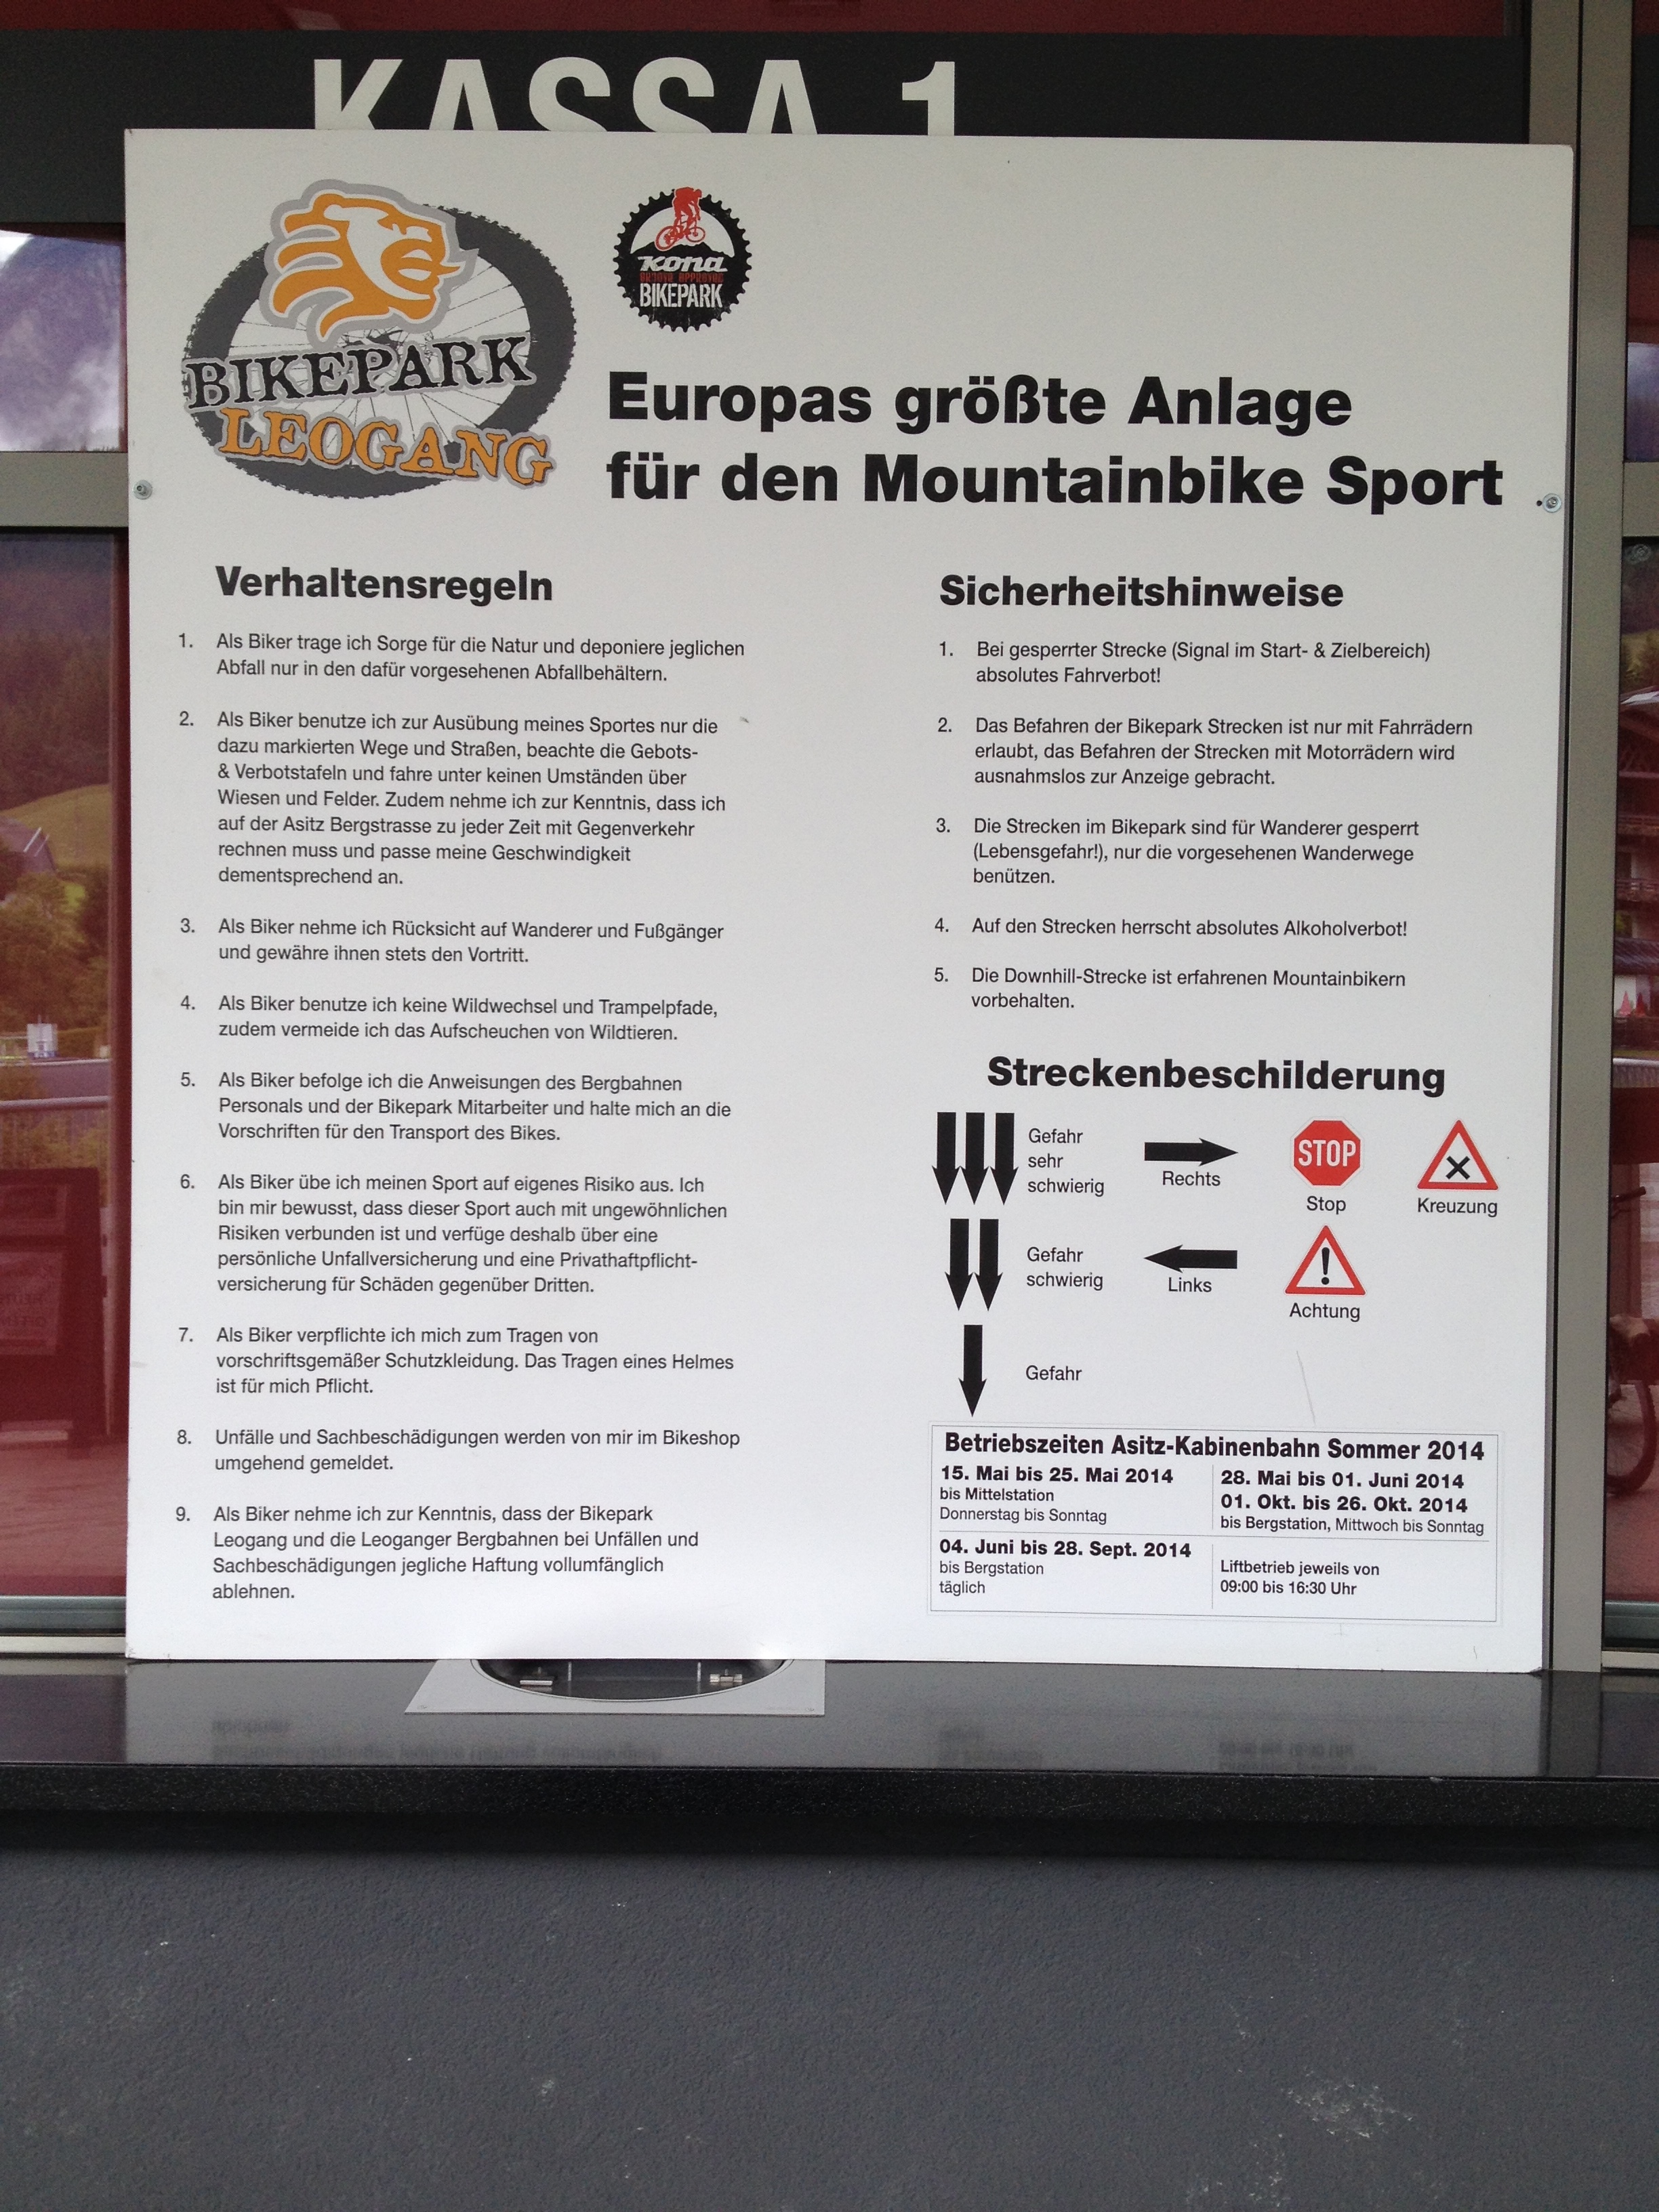 KASSA 1
BIKEPARK
LEOGANG
Kona
BIKEPARK
Europas größte Anlage
für den Mountainbike Sport
Verhaltensregeln
1. Als Biker trage ich Sorge für die Natur und deponiere jeglichen
Abfall nur in den dafür vorgesehenen Abfallbehältern.
2. Als Biker benutze ich zur Ausübung meines Sportes nur die
dazu markierten Wege und Straßen, beachte die Gebots-
& Verbotstafeln und fahre unter keinen Umständen über
Wiesen und Felder. Zudem nehme ich zur Kenntnis, dass ich
auf der Asitz Bergstrasse zu jeder Zeit mit Gegenverkehr
rechnen muss und passe meine Geschwindigkeit
dementsprechend an.
3. Als Biker nehme ich Rücksicht auf Wanderer und Fußgänger
und gewähre ihnen stets den Vortritt.
4. Als Biker benutze ich keine Wildwechsel und Trampelpfade,
zudem vermeide ich das Aufscheuchen von Wildtieren.
5. Als Biker befolge ich die Anweisungen des Bergbahnen
Personals und der Bikepark Mitarbeiter und halte mich an die
Vorschriften für den Transport des Bikes.
6. Als Biker übe ich meinen Sport auf eigenes Risiko aus. Ich
bin mir bewusst, dass dieser Sport auch mit ungewöhnlichen
Risiken verbunden ist und verfüge deshalb über eine
persönliche Unfallversicherung und eine Privathaftpflicht-
versicherung für Schäden gegenüber Dritten.
7. Als Biker verpflichte ich mich zum Tragen von
vorschriftsgemäßer Schutzkleidung. Das Tragen eines Helmes
ist für mich Pflicht.
8. Unfälle und Sachbeschädigungen werden von mir im Bikeshop
umgehend gemeldet.
9. Als Biker nehme ich zur Kenntnis, dass der Bikepark
Leogang und die Leoganger Bergbahnen bei Unfällen und
Sachbeschädigungen jegliche Haftung vollumfänglich
ablehnen.
Sicherheitshinweise
1. Bei gesperrter Strecke (Signal im Start- & Zielbereich)
absolutes Fahrverbot!
2. Das Befahren der Bikepark Strecken ist nur mit Fahrrädern
erlaubt, das Befahren der Strecken mit Motorrädern wird
ausnahmslos zur Anzeige gebracht.
3. Die Strecken im Bikepark sind für Wanderer gesperrt
(Lebensgefahr!), nur die vorgesehenen Wanderwege
benützen.
4. Auf den Strecken herrscht absolutes Alkoholverbot!
5. Die Downhill-Strecke ist erfahrenen Mountainbikern
vorbehalten.
Streckenbeschilderung
Gefahr
sehr
schwierig
Rechts
STOP
Stop
Kreuzung
Gefahr
schwierig
Links
Achtung
Gefahr
Betriebszeiten Asitz-Kabinenbahn Sommer 2014
15. Mai bis 25. Mai 2014
bis Mittelstation
Donnerstag bis Sonntag
28. Mai bis 01. Juni 2014
01. Okt. bis 26. Okt. 2014
bis Bergstation, Mittwoch bis Sonntag
04. Juni bis 28. Sept. 2014
bis Bergstation
täglich
Liftbetrieb jeweils von
09:00 bis 16:30 Uhr